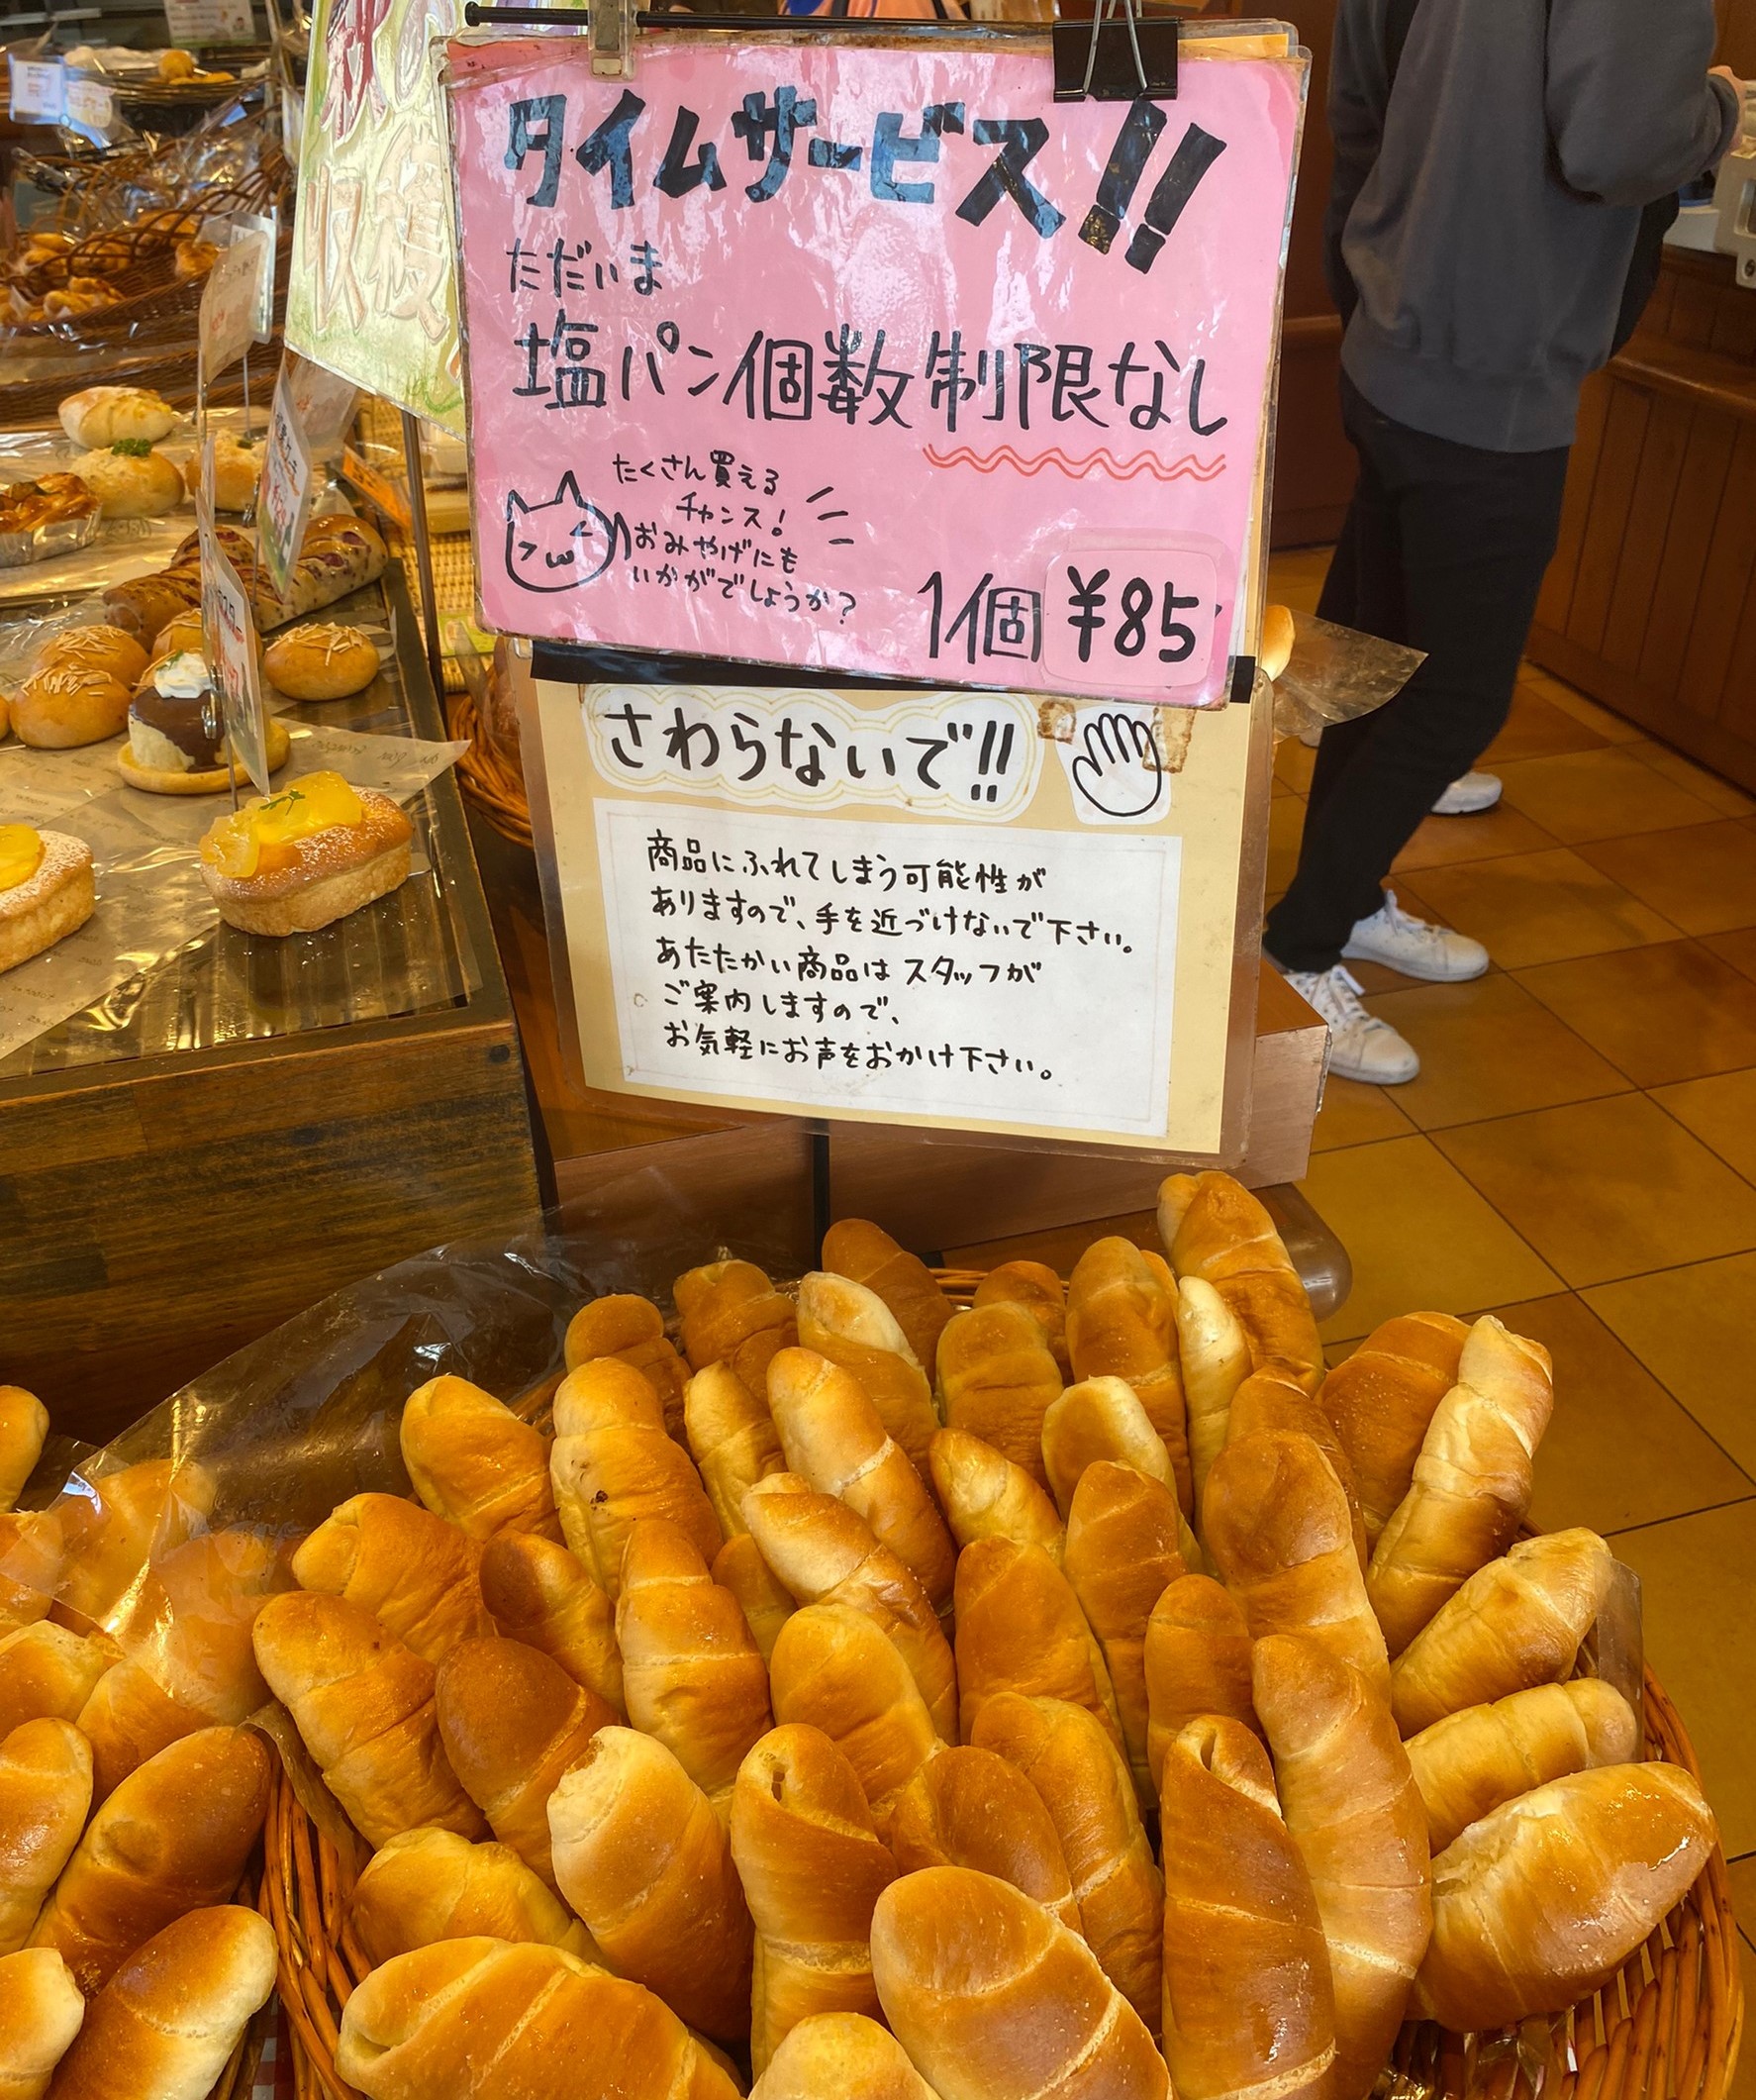 タイムサービス!!
ただいま
塩パン個数制限なし
たくさん買える
チャンス!
おみやげにも
いかがでしょうか?
1個 ¥85
さわらないで!!
商品にふれてしまう可能性が
ありますので、手を近づけないで下さい。
あたたかい商品は スタッフが
ご案内しますので、
お気軽にお声をおかけ下さい。
収穫